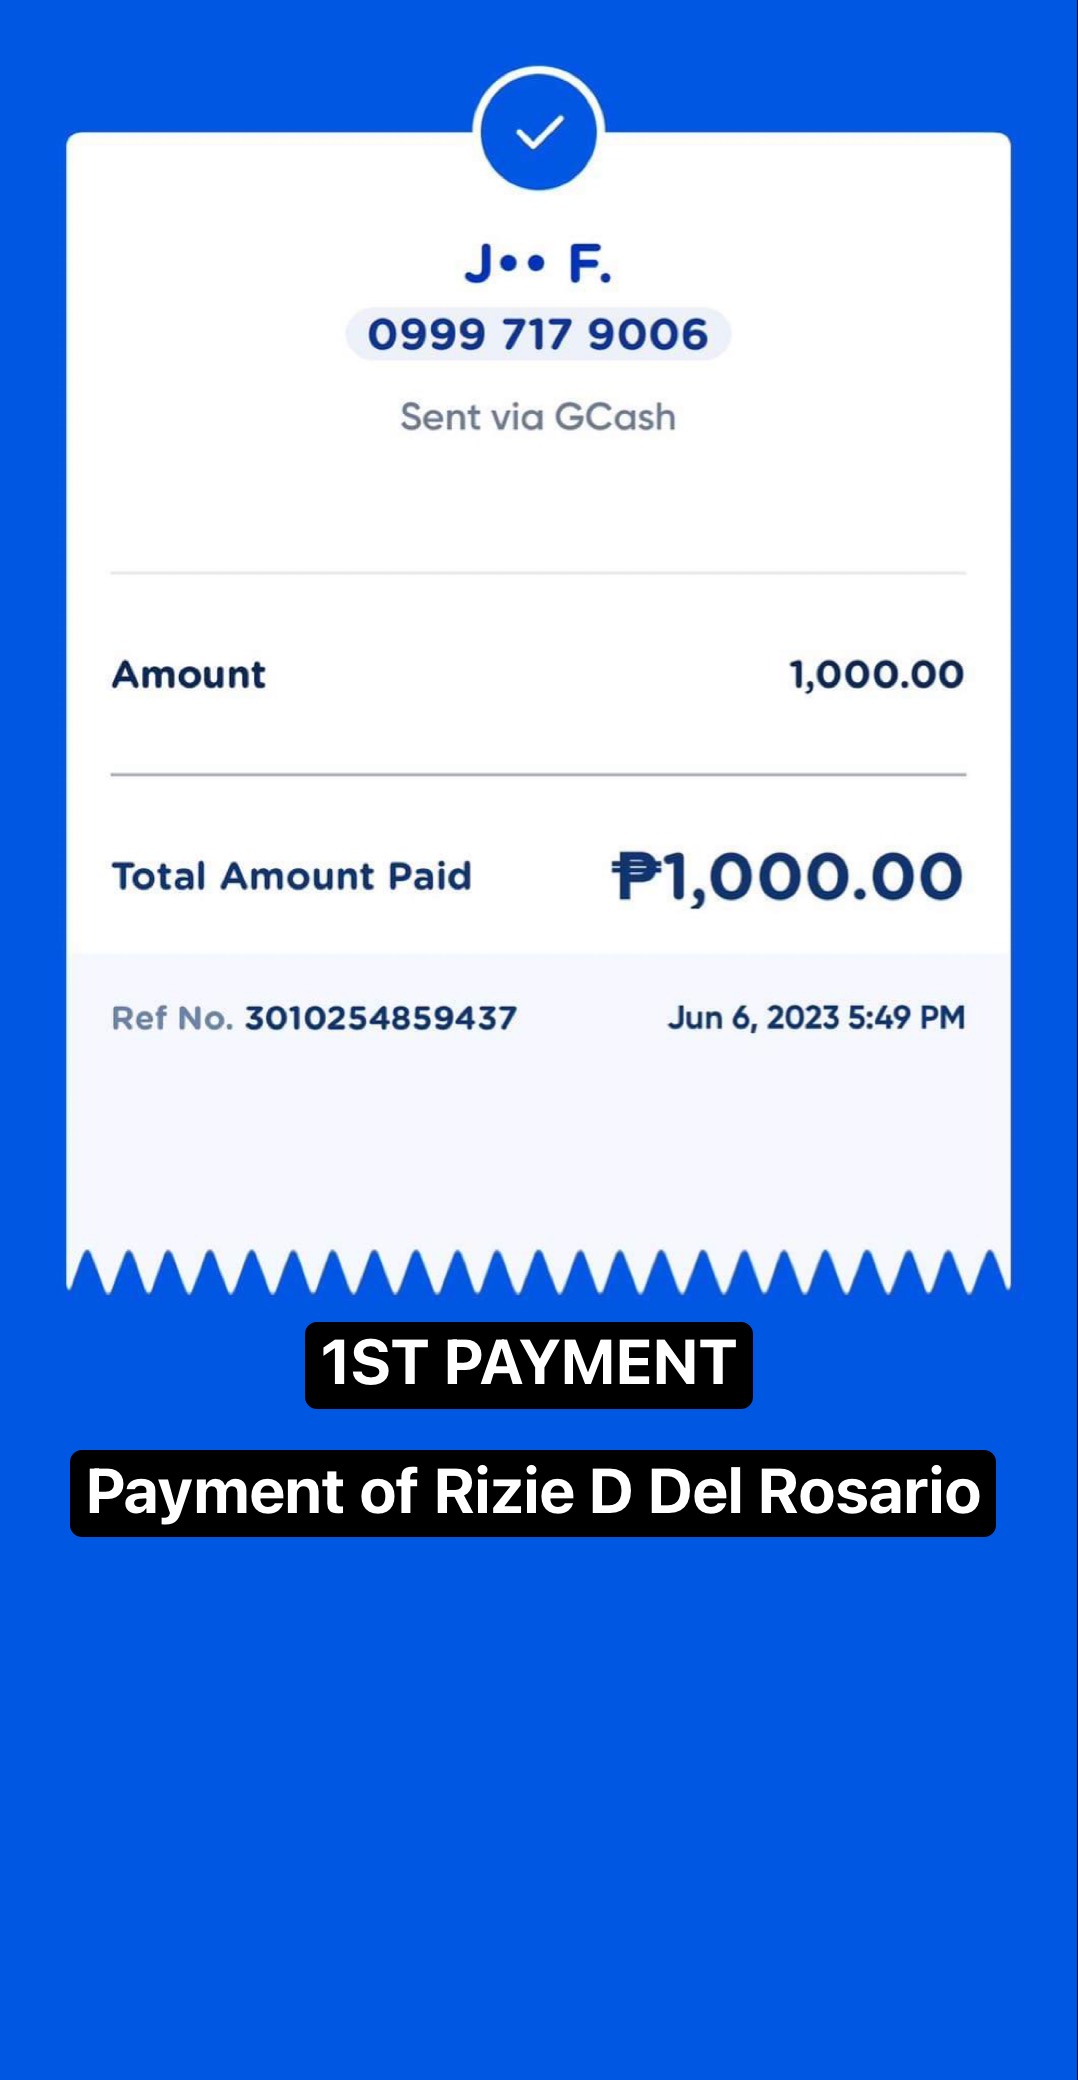 J•• F.
0999 717 9006
Sent via GCash
Amount 1,000.00
Total Amount Paid ₱1,000.00
Ref No. 3010254859437 Jun 6, 2023 5:49 PM
1ST PAYMENT
Payment of Rizie D Del Rosario